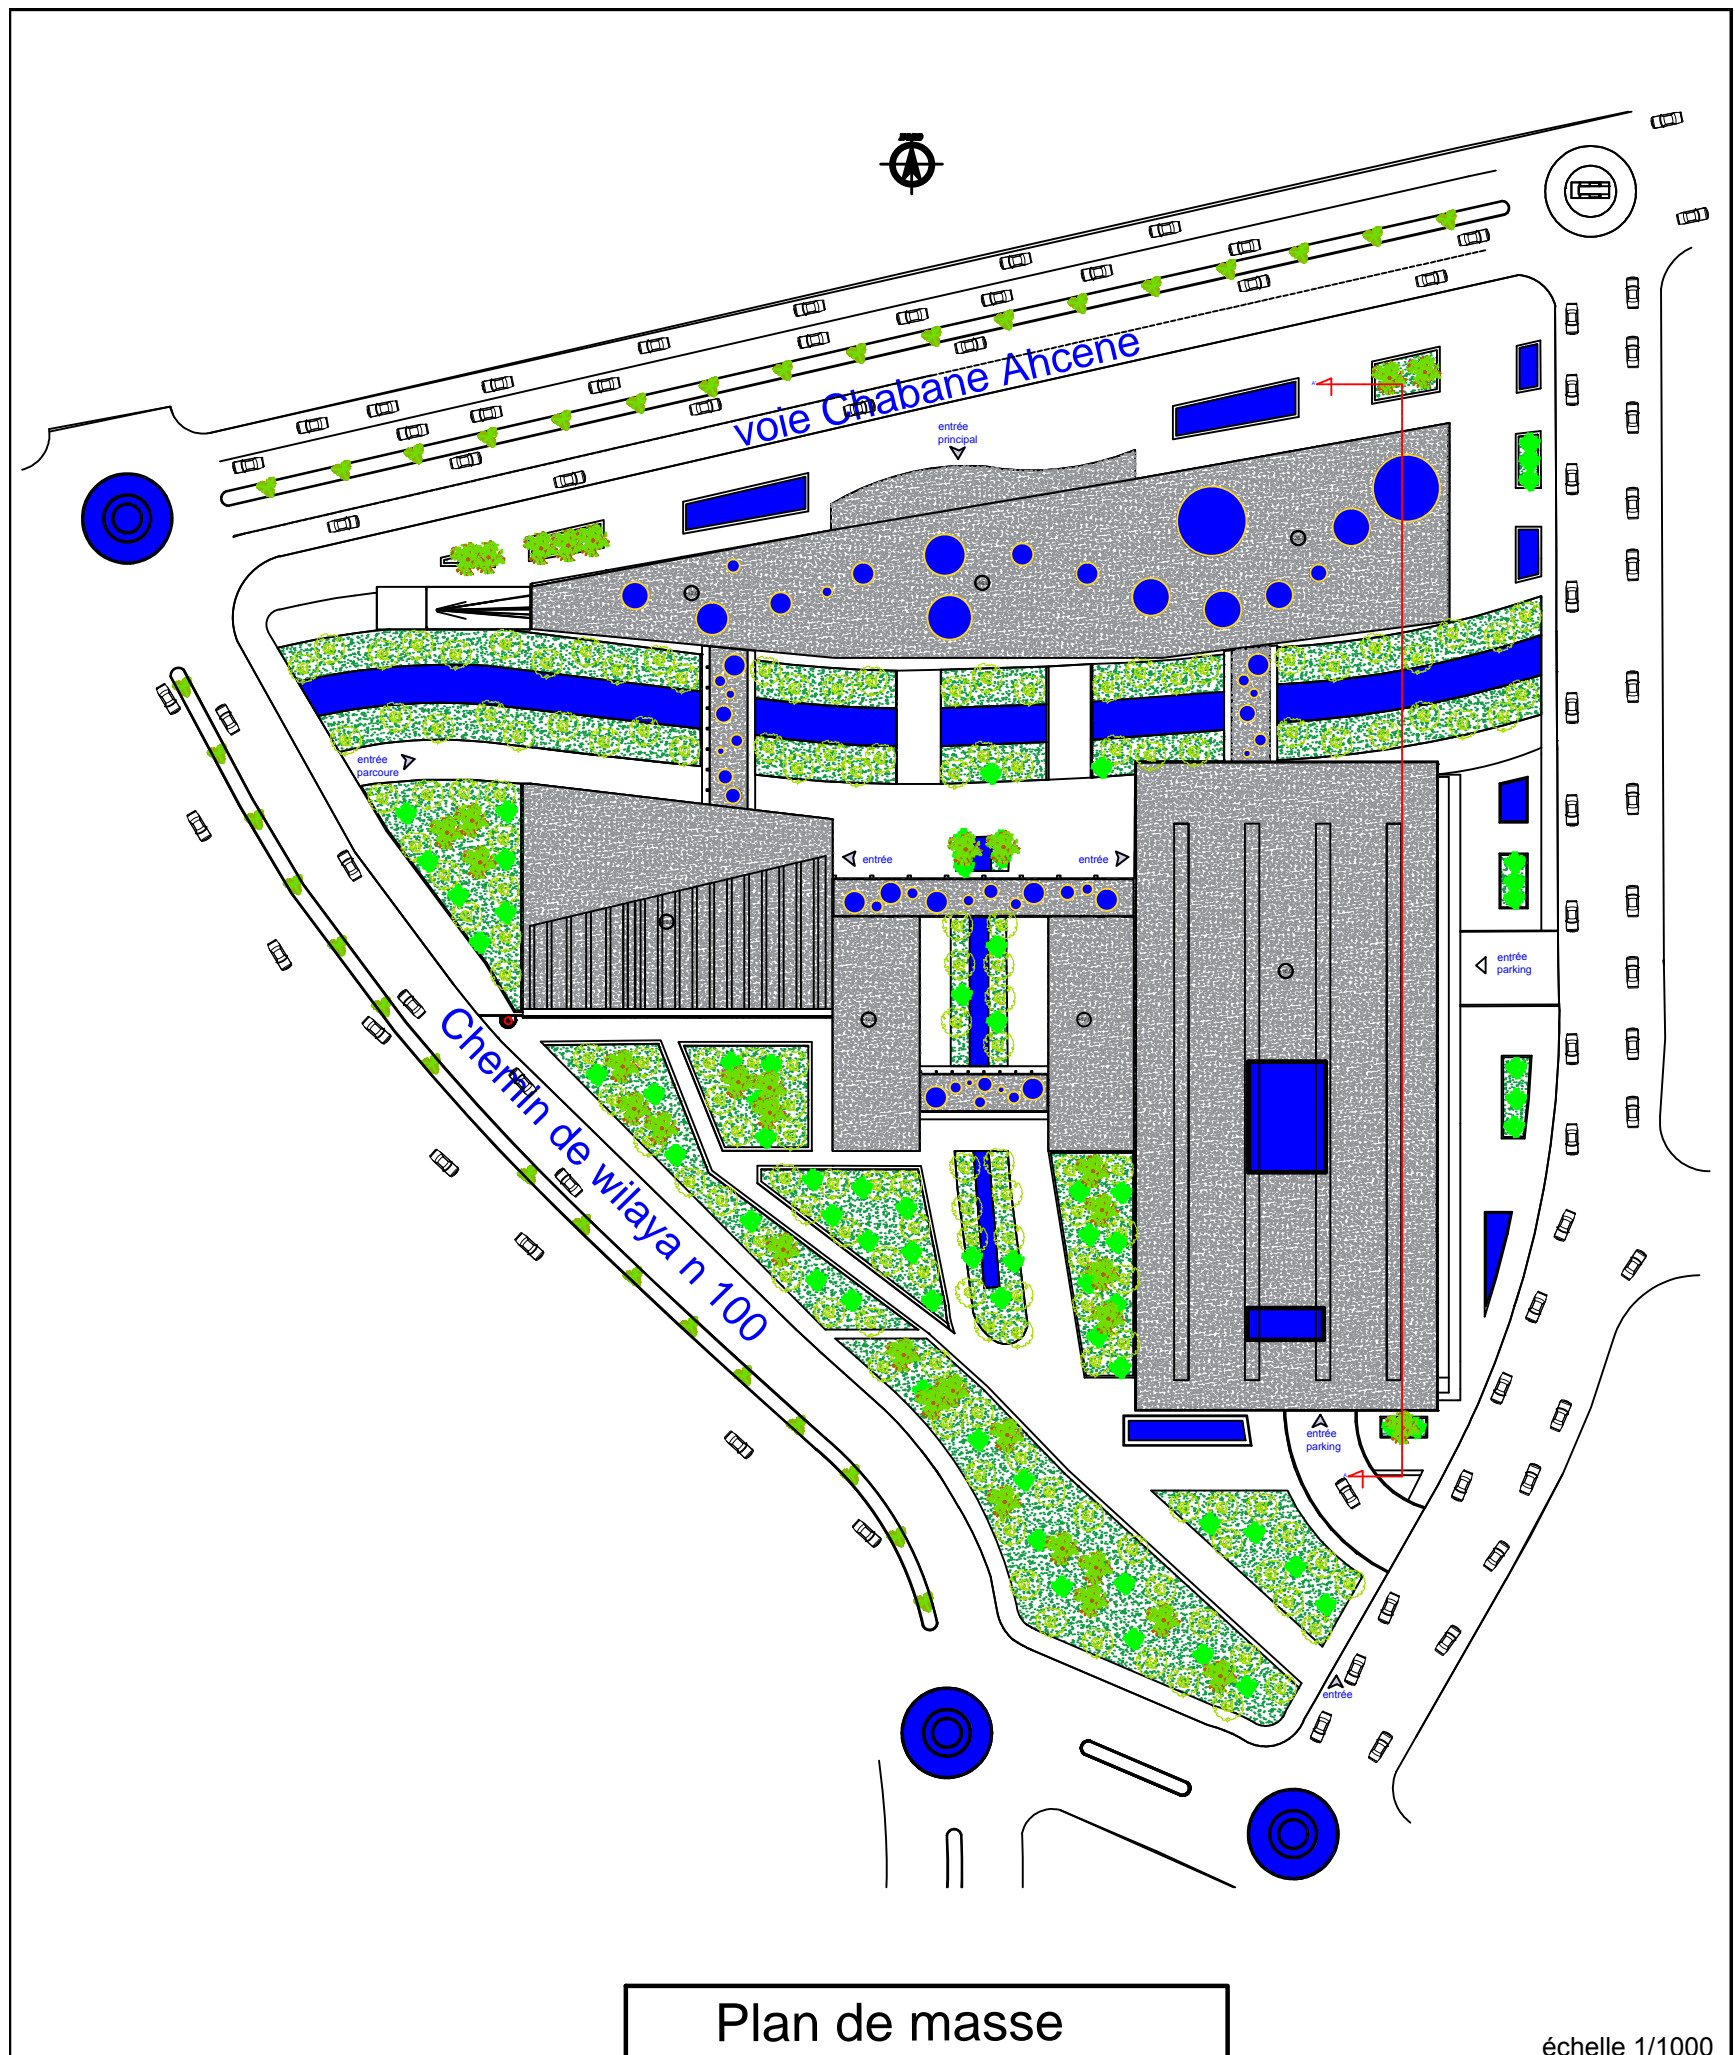 voie Chabane Ahcene
entrée
principal
entrée
parcoure
entrée
entrée
entrée
parking
Chemin de wilaya n 100
entrée
parking
entrée
Plan de masse
échelle 1/1000